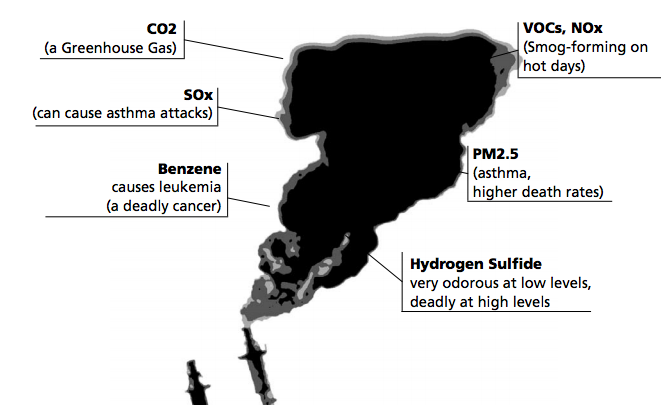 CO2
(a Greenhouse Gas)
VOCs, NOx
(Smog-forming on
hot days)
SOx
(can cause asthma attacks)
Benzene
causes leukemia
(a deadly cancer)
PM2.5
(asthma,
higher death rates)
Hydrogen Sulfide
very odorous at low levels,
deadly at high levels